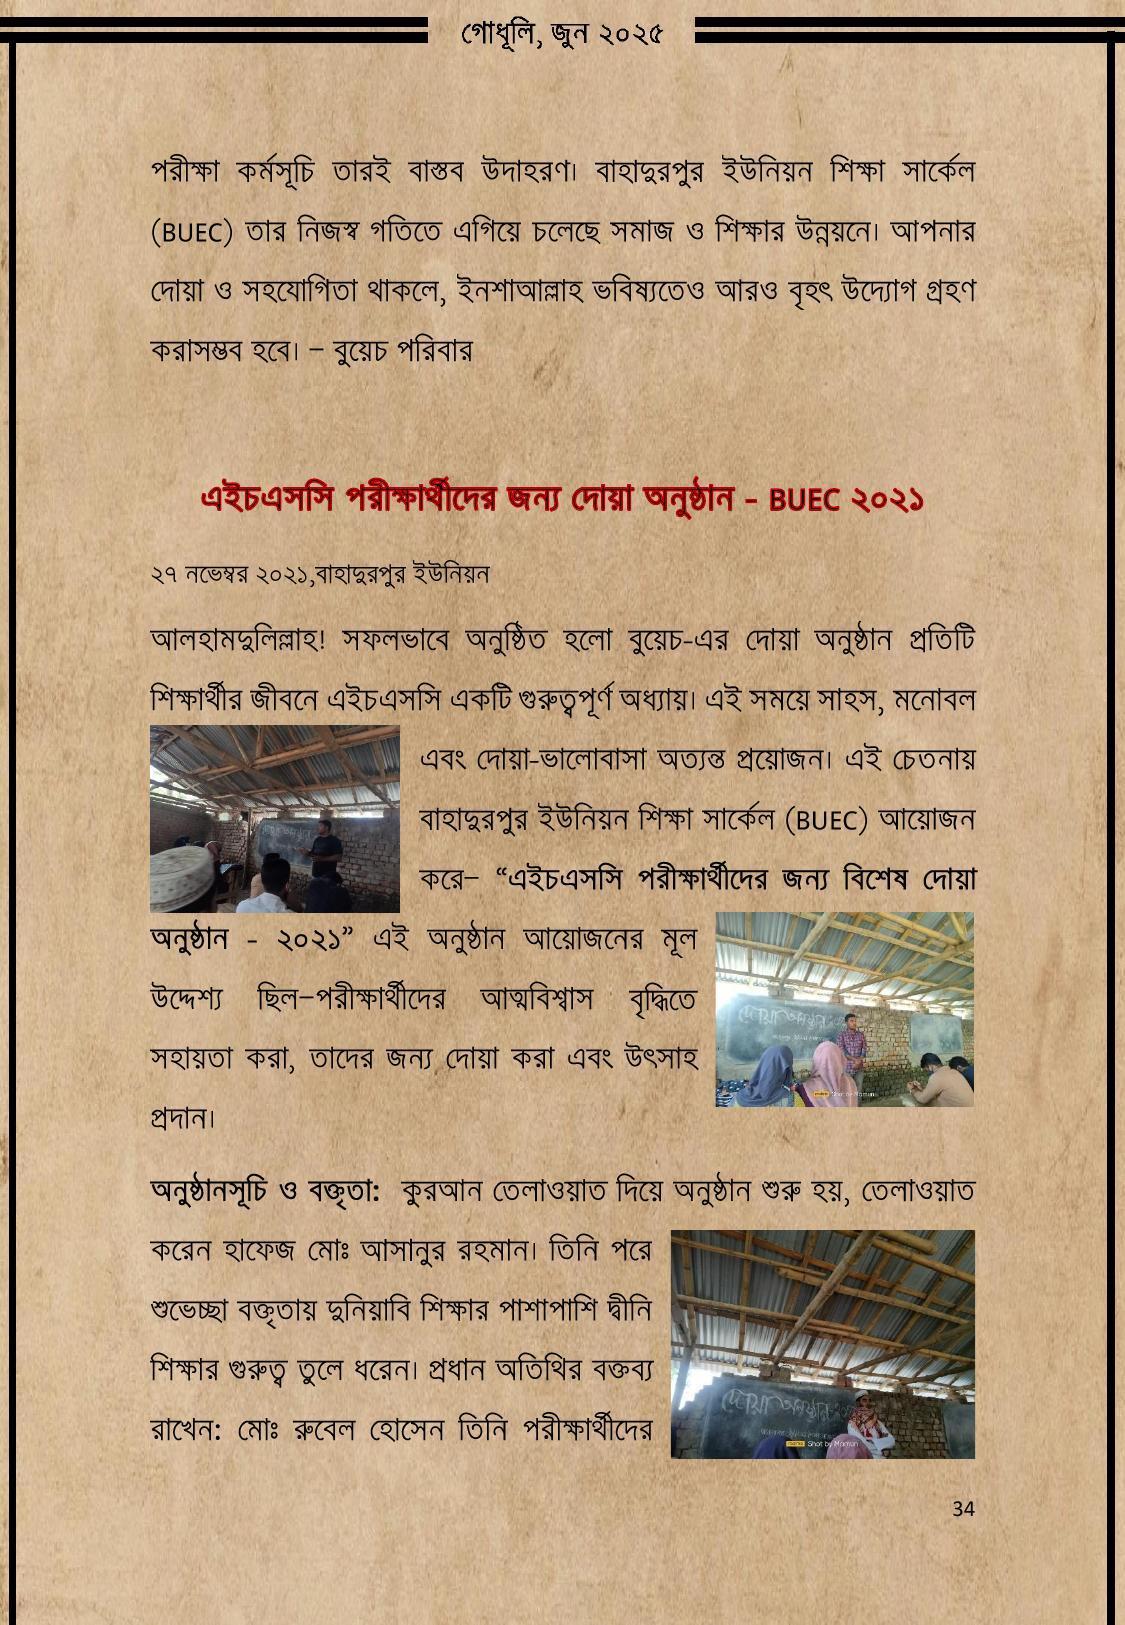 গোধূলি, জুন ২০২৫
পরীক্ষা কর্মসূচি তারই বাস্তব উদাহরণ। বাহাদুরপুর ইউনিয়ন শিক্ষা সার্কেল
(BUEC) তার নিজস্ব গতিতে এগিয়ে চলেছে সমাজ ও শিক্ষার উন্নয়নে। আপনার
দোয়া ও সহযোগিতা থাকলে, ইনশাআল্লাহ ভবিষ্যতেও আরও বৃহৎ উদ্যোগ গ্রহণ
করাসম্ভব হবে। – বুয়েচ পরিবার
এইচএসসি পরীক্ষার্থীদের জন্য দোয়া অনুষ্ঠান - BUEC ২০২১
২৭ নভেম্বর ২০২১,বাহাদুরপুর ইউনিয়ন
আলহামদুলিল্লাহ! সফলভাবে অনুষ্ঠিত হলো বুয়েচ-এর দোয়া অনুষ্ঠান প্রতিটি
শিক্ষার্থীর জীবনে এইচএসসি একটি গুরুত্বপূর্ণ অধ্যায়। এই সময়ে সাহস, মনোবল
এবং দোয়া-ভালোবাসা অত্যন্ত প্রয়োজন। এই চেতনায়
বাহাদুরপুর ইউনিয়ন শিক্ষা সার্কেল (BUEC) আয়োজন
করে– “এইচএসসি পরীক্ষার্থীদের জন্য বিশেষ দোয়া
অনুষ্ঠান - ২০২১” এই অনুষ্ঠান আয়োজনের মূল
উদ্দেশ্য ছিল–পরীক্ষার্থীদের আত্মবিশ্বাস বৃদ্ধিতে
সহায়তা করা, তাদের জন্য দোয়া করা এবং উৎসাহ
প্রদান।
দোয়া অনুষ্ঠান
Shot by Mamun
অনুষ্ঠানসূচি ও বক্তৃতা: কুরআন তেলাওয়াত দিয়ে অনুষ্ঠান শুরু হয়, তেলাওয়াত
করেন হাফেজ মোঃ আসানুর রহমান। তিনি পরে
শুভেচ্ছা বক্তৃতায় দুনিয়াবি শিক্ষার পাশাপাশি দ্বীনি
শিক্ষার গুরুত্ব তুলে ধরেন। প্রধান অতিথির বক্তব্য
রাখেন: মোঃ রুবেল হোসেন তিনি পরীক্ষার্থীদের
দোয়া অনুষ্ঠান
Shot by Mamun
34